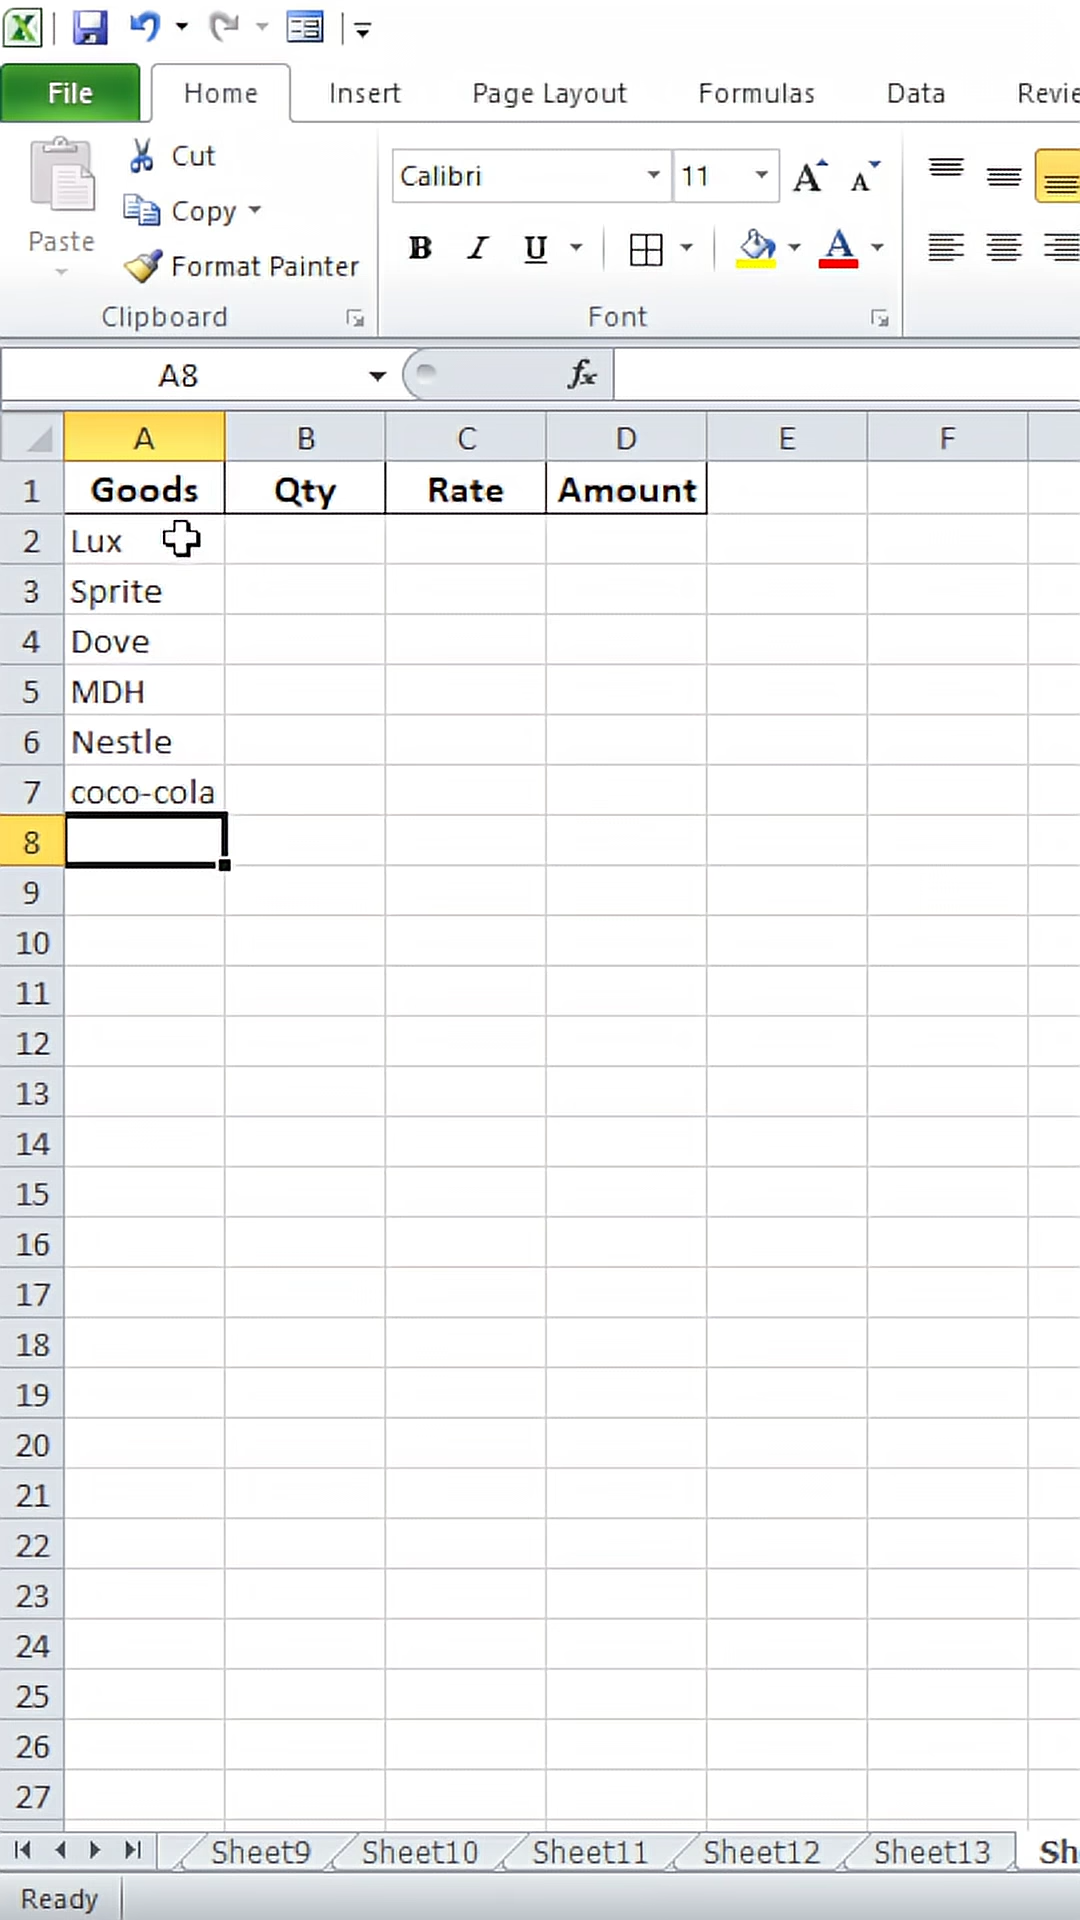 File Home Insert Page Layout Formulas Data Revie
Cut
Calibri 11 A A
Copy
Paste
B I U A
Format Painter
Clipboard Font
A8 fx
A B C D E F
1 Goods Qty Rate Amount
2 Lux
3 Sprite
4 Dove
5 MDH
6 Nestle
7 coco-cola
8
9
10
11
12
13
14
15
16
17
18
19
20
21
22
23
24
25
26
27
Sheet9 Sheet10 Sheet11 Sheet12 Sheet13 Sh
Ready